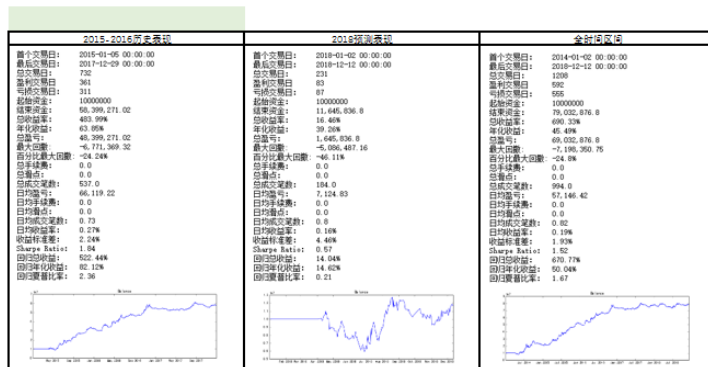 2015-2016历史表现
首个交易日: 2015-01-05 00:00:00
最后交易日: 2017-12-29 00:00:00
总交易日: 732
盈利交易日 361
亏损交易日: 311
起始资金: 10000000
结束资金: 58,399,271.02
总收益率: 483.99%
年化收益: 63.85%
总盈亏: 48,399,271.02
最大回撤: -6,771,369.32
百分比最大回撤: -24.24%
总手续费: 0.0
总滑点: 0.0
总成交笔数: 537.0
日均盈亏: 66,119.22
日均手续费: 0.0
日均滑点: 0.0
日均成交笔数: 0.73
日均收益率: 0.27%
收益标准差: 2.24%
Sharpe Ratio: 1.84
回归总收益: 522.44%
回归年化收益: 82.12%
回归夏普比率: 2.36
Balance
2018预测表现
首个交易日: 2018-01-02 00:00:00
最后交易日: 2018-12-12 00:00:00
总交易日: 231
盈利交易日 83
亏损交易日: 87
起始资金: 10000000
结束资金: 11,645,836.8
总收益率: 16.46%
年化收益: 39.26%
总盈亏: 1,645,836.8
最大回撤: -5,086,487.16
百分比最大回撤: -46.11%
总手续费: 0.0
总滑点: 0.0
总成交笔数: 184.0
日均盈亏: 7,124.83
日均手续费: 0.0
日均滑点: 0.0
日均成交笔数: 0.8
日均收益率: 0.16%
收益标准差: 4.46%
Sharpe Ratio: 0.57
回归总收益: 14.04%
回归年化收益: 14.62%
回归夏普比率: 0.21
Balance
全时间区间
首个交易日: 2014-01-02 00:00:00
最后交易日: 2018-12-12 00:00:00
总交易日: 1208
盈利交易日 592
亏损交易日: 555
起始资金: 10000000
结束资金: 79,032,876.8
总收益率: 690.33%
年化收益: 45.49%
总盈亏: 69,032,876.8
最大回撤: -7,198,350.75
百分比最大回撤: -24.8%
总手续费: 0.0
总滑点: 0.0
总成交笔数: 994.0
日均盈亏: 57,146.42
日均手续费: 0.0
日均滑点: 0.0
日均成交笔数: 0.82
日均收益率: 0.19%
收益标准差: 1.93%
Sharpe Ratio: 1.52
回归总收益: 670.77%
回归年化收益: 50.04%
回归夏普比率: 1.67
Balance